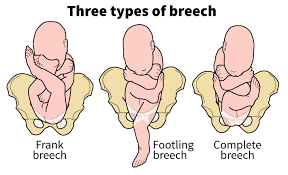 Three types of breech
Frank
breech
Footling
breech
Complete
breech